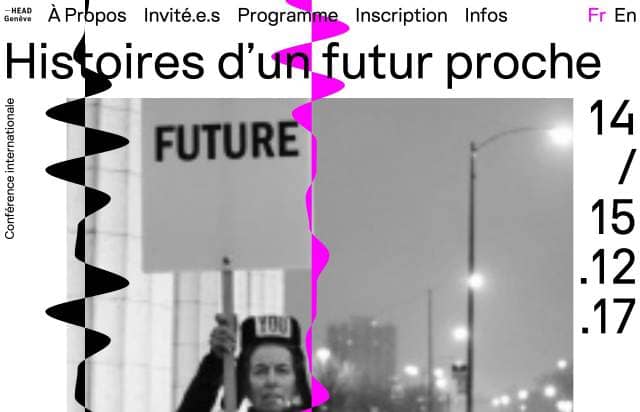 —HEAD
Genève
À Propos Invité.e.s Programme Inscription Infos Fr En
Histoires d'un futur proche
Conférence internationale
14
/
15
.12
.17
FUTURE
YOU